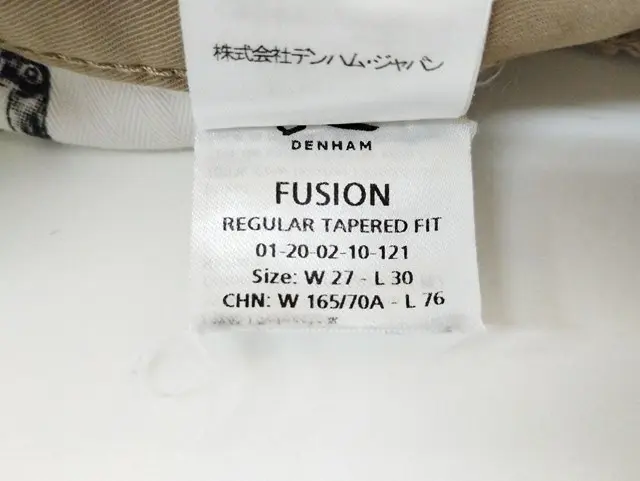 株式会社デンハム・ジャパン
DENHAM
FUSION
REGULAR TAPERED FIT
01-20-02-10-121
Size: W 27 - L 30
CHN: W 165/70A - L 76